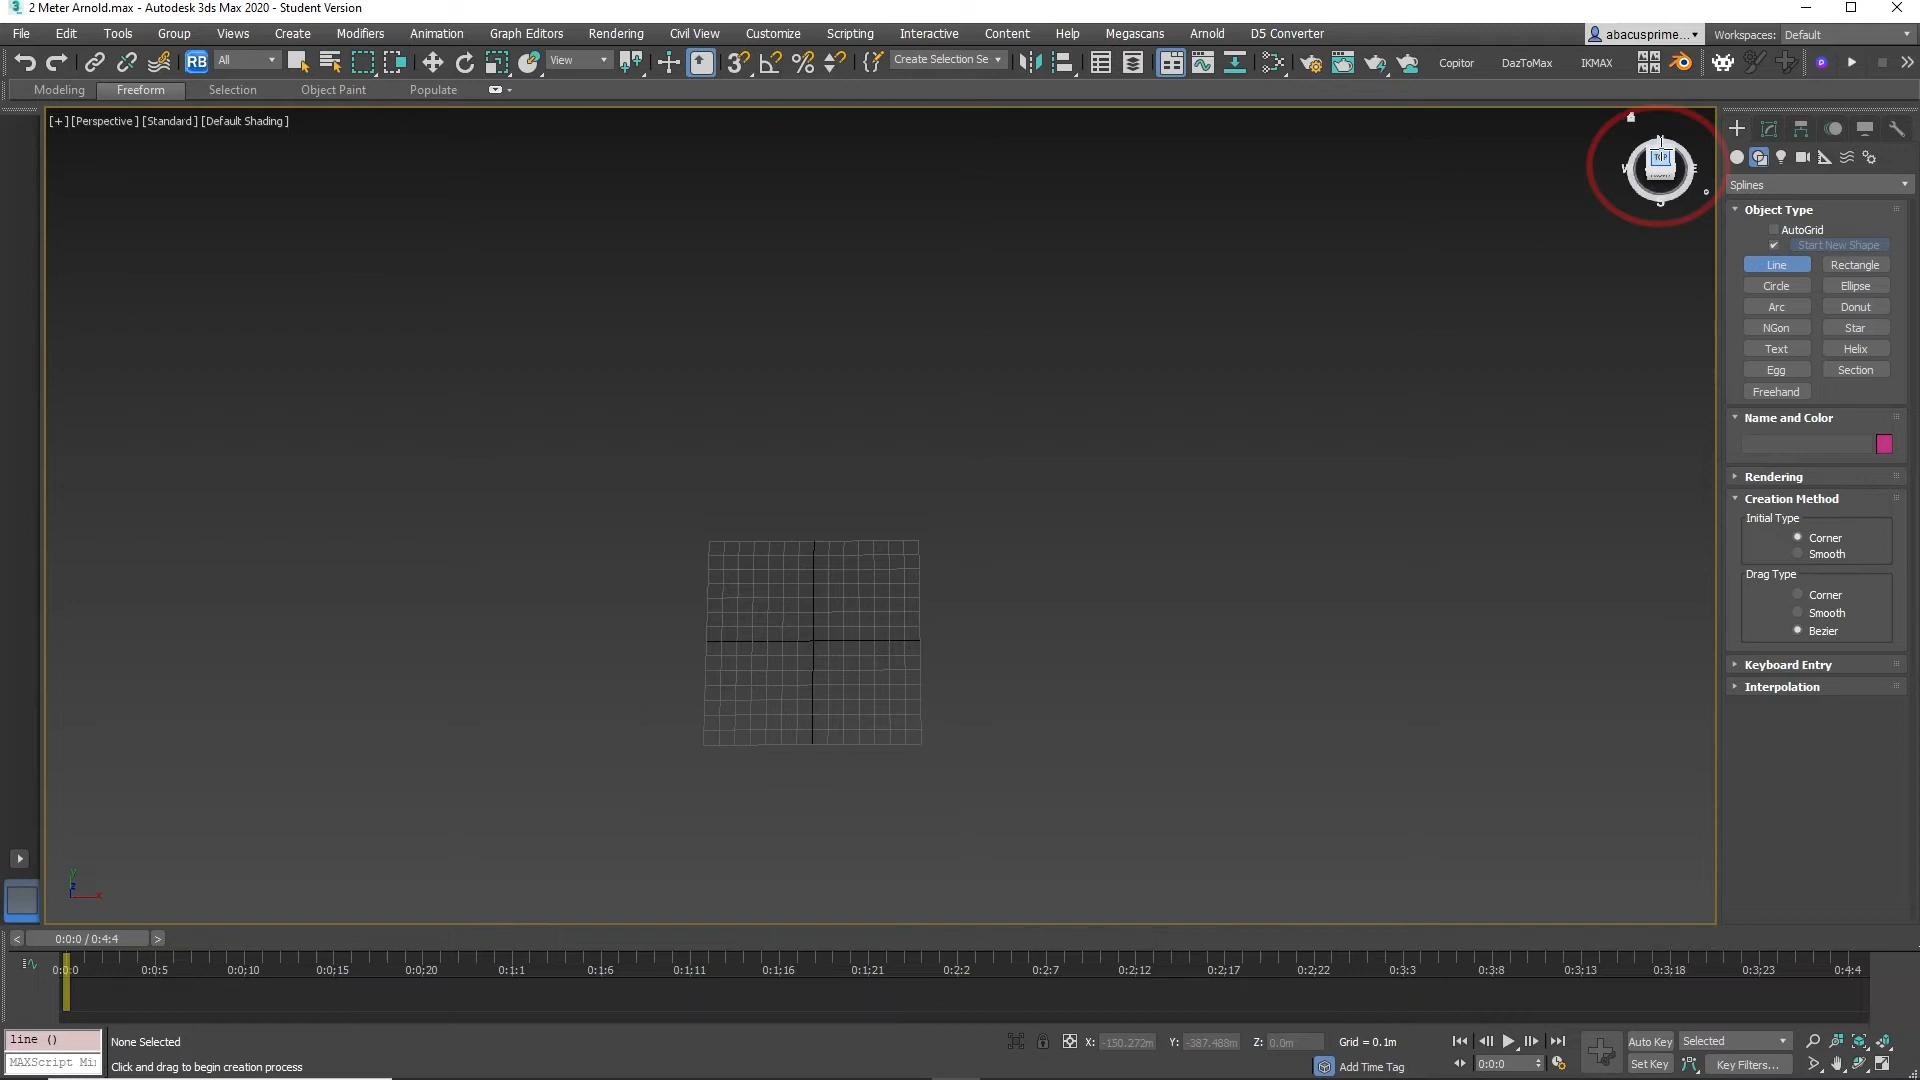 2 Meter Arnold.max - Autodesk 3ds Max 2020 - Student Version
File Edit Tools Group Views Create Modifiers Animation Graph Editors Rendering Civil View Customize Scripting Interactive Content Help Megascans Arnold D5 Converter abacusprime... Workspaces: Default
RB All View Create Selection Se Copitor DazToMax IKMAX
Modeling Freeform Selection Object Paint Populate
[+] [Perspective] [Standard] [Default Shading]
N
TOP
E
S
Splines
Object Type
AutoGrid
Start New Shape
Line Rectangle
Circle Ellipse
Arc Donut
NGon Star
Text Helix
Egg Section
Freehand
Name and Color
Rendering
Creation Method
Initial Type
Corner
Smooth
Drag Type
Corner
Smooth
Bezier
Keyboard Entry
Interpolation
y
z
x
< 0:0:0 / 0:4:4 >
0:0:0 0:0;5 0:0;10 0:0;15 0:0;20 0:1:1 0:1;6 0:1;11 0:1;16 0:1;21 0:2;2 0:2;7 0:2;12 0:2;17 0:2;22 0:3:3 0:3;8 0:3;13 0:3;18 0:3;23 0:4:4
line ()
None Selected
X: -150.272m Y: -387.488m Z: 0.0m Grid = 0.1m
Auto Key Selected
MAXScript Mi
Click and drag to begin creation process
Add Time Tag
0:0:0
Set Key Key Filters...